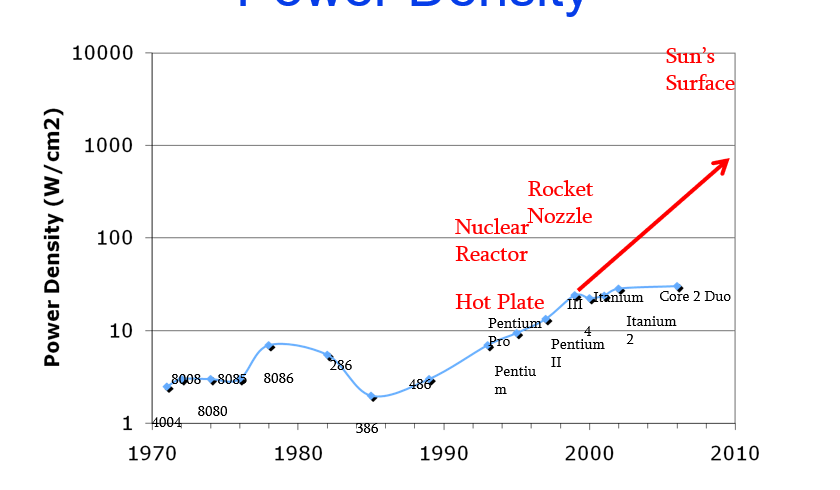 Power Density
10000
1000
100
10
1
Power Density (W/cm2)
1970
1980
1990
2000
2010
Sun's
Surface
Rocket
Nozzle
Nuclear
Reactor
Hot Plate
4004
8008
8080
8085
8086
286
386
486
Pentiu
m
Pentium
Pro
Pentium
II
III
4
Itanium
Itanium
2
Core 2 Duo